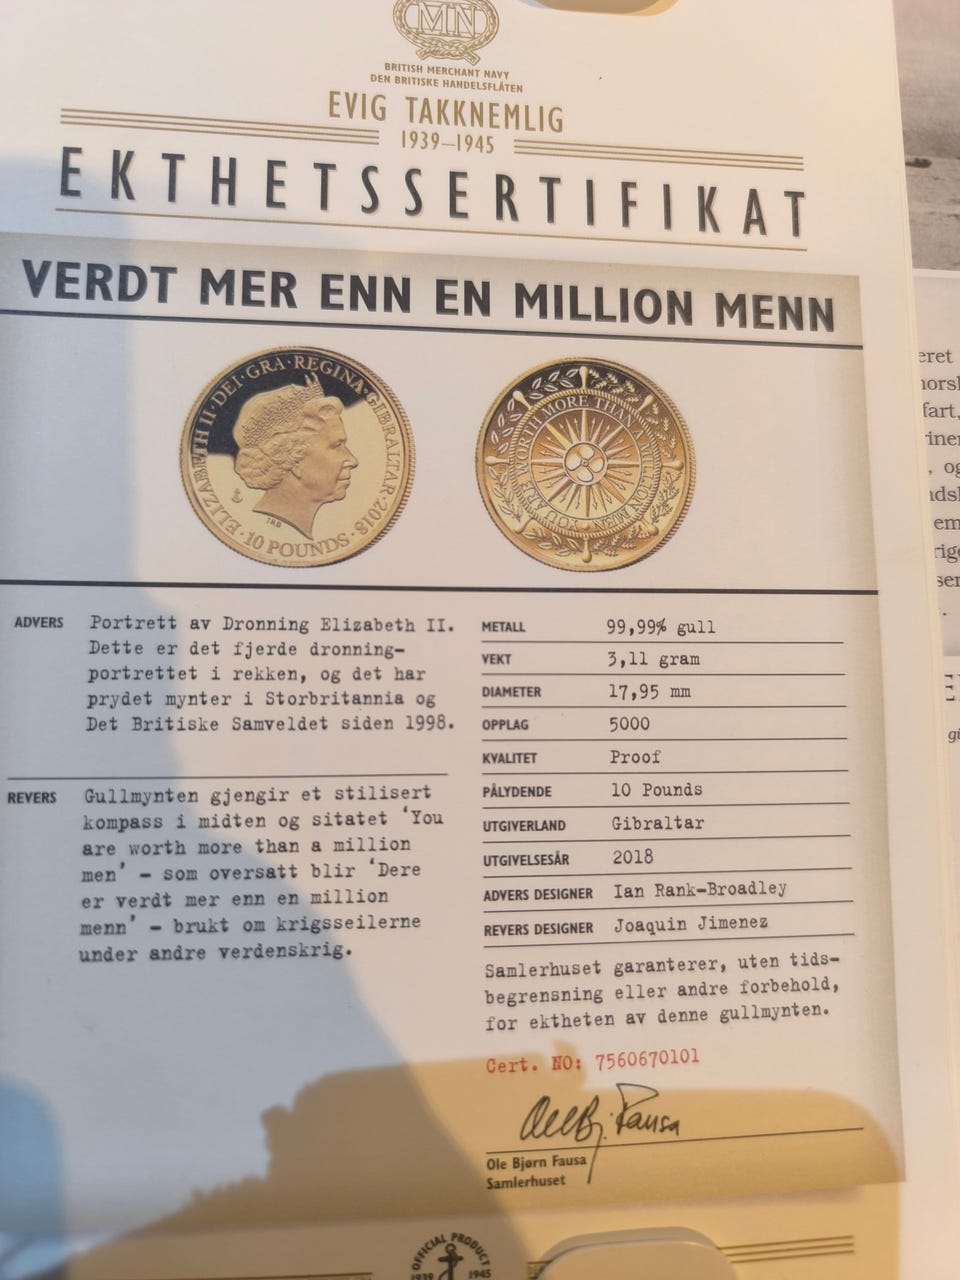 MN
BRITISH MERCHANT NAVY
DEN BRITISKE HANDELSFLÅTEN
EVIG TAKKNEMLIG
1939–1945
EKTHETSSERTIFIKAT
VERDT MER ENN EN MILLION MENN
ELIZABETH II · DEI · GRA · REGINA · GIBRALTAR · 2018
· 10 POUNDS ·
IRB
YOU ARE WORTH MORE THAN A MILLION MEN
ADVERS
Portrett av Dronning Elizabeth II.
Dette er det fjerde dronning-
portrettet i rekken, og det har
prydet mynter i Storbritannia og
Det Britiske Samveldet siden 1998.
REVERS
Gullmynten gjengir et stilisert
kompass i midten og sitatet ‘You
are worth more than a million
men’ – som oversatt blir ‘Dere
er verdt mer enn en million
menn’ – brukt om krigsseilerne
under andre verdenskrig.
METALL 99,99% gull
VEKT 3,11 gram
DIAMETER 17,95 mm
OPPLAG 5000
KVALITET Proof
PÅLYDENDE 10 Pounds
UTGIVERLAND Gibraltar
UTGIVELSESÅR 2018
ADVERS DESIGNER Ian Rank-Broadley
REVERS DESIGNER Joaquin Jimenez
Samlerhuset garanterer, uten tids-
begrensning eller andre forbehold,
for ektheten av denne gullmynten.
Cert. NO: 7560670101
Ole Bj. Fausa
Ole Bjørn Fausa
Samlerhuset
OFFICIAL PRODUCT
1939 1945